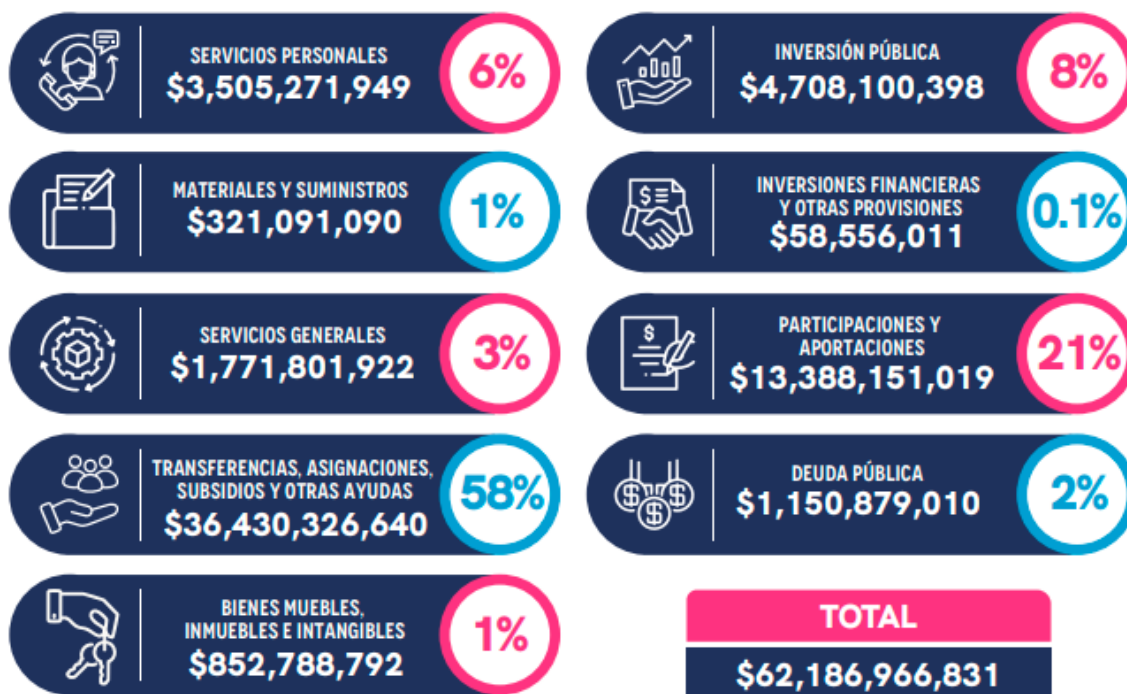 SERVICIOS PERSONALES
$3,505,271,949
6%
MATERIALES Y SUMINISTROS
$321,091,090
1%
SERVICIOS GENERALES
$1,771,801,922
3%
TRANSFERENCIAS, ASIGNACIONES,
SUBSIDIOS Y OTRAS AYUDAS
$36,430,326,640
58%
BIENES MUEBLES,
INMUEBLES E INTANGIBLES
$852,788,792
1%
INVERSIÓN PÚBLICA
$4,708,100,398
8%
INVERSIONES FINANCIERAS
Y OTRAS PROVISIONES
$58,556,011
0.1%
PARTICIPACIONES Y
APORTACIONES
$13,388,151,019
21%
DEUDA PÚBLICA
$1,150,879,010
2%
TOTAL
$62,186,966,831